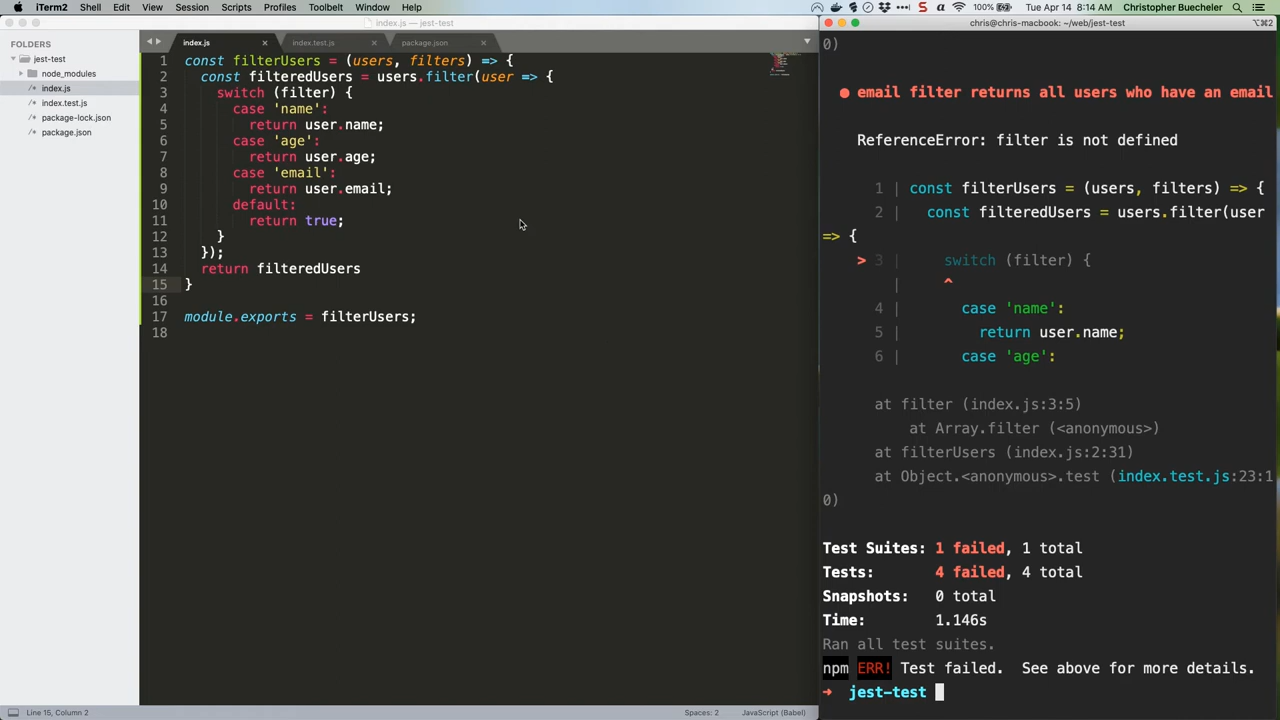 iTerm2 Shell Edit View Session Scripts Profiles Toolbelt Window Help
100% Tue Apr 14 8:14 AM Christopher Buecheler
index.js — jest-test
FOLDERS
jest-test
node_modules
index.js
index.test.js
package-lock.json
package.json
index.js index.test.js package.json
1 const filterUsers = (users, filters) => {
2 const filteredUsers = users.filter(user => {
3 switch (filter) {
4 case 'name':
5 return user.name;
6 case 'age':
7 return user.age;
8 case 'email':
9 return user.email;
10 default:
11 return true;
12 }
13 });
14 return filteredUsers
15 }
16
17 module.exports = filterUsers;
18
Line 15, Column 2
Spaces: 2 JavaScript (Babel)
chris@chris-macbook: ~/web/jest-test ⌥⌘2
0)
● email filter returns all users who have an email
ReferenceError: filter is not defined
1 | const filterUsers = (users, filters) => {
2 | const filteredUsers = users.filter(user
=> {
> 3 | switch (filter) {
| ^
4 | case 'name':
5 | return user.name;
6 | case 'age':
at filter (index.js:3:5)
at Array.filter (<anonymous>)
at filterUsers (index.js:2:31)
at Object.<anonymous>.test (index.test.js:23:1
0)
Test Suites: 1 failed, 1 total
Tests: 4 failed, 4 total
Snapshots: 0 total
Time: 1.146s
Ran all test suites.
npm ERR! Test failed. See above for more details.
➜ jest-test